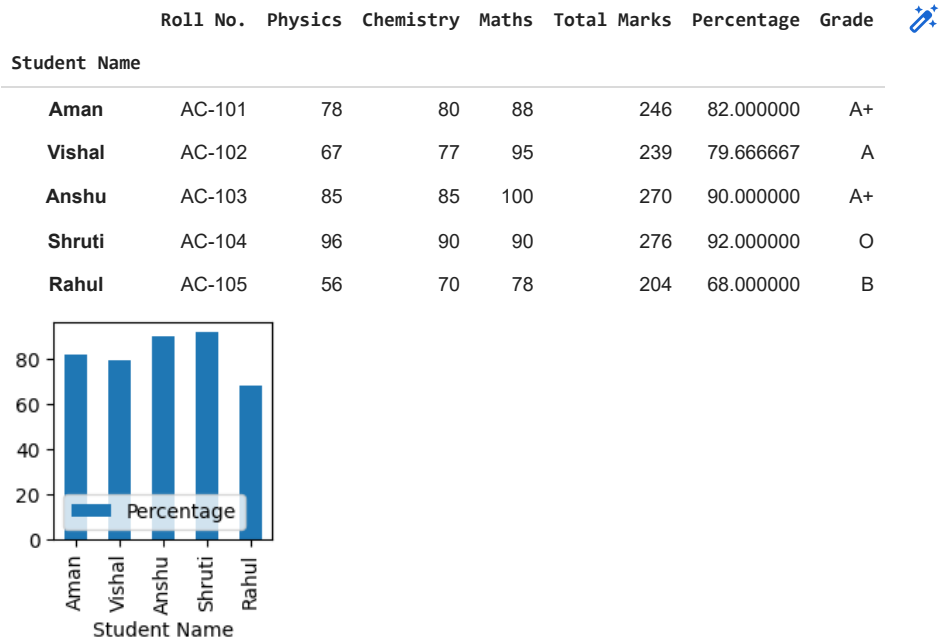 Roll No. Physics Chemistry Maths Total Marks Percentage Grade
Student Name
Aman AC-101 78 80 88 246 82.000000 A+
Vishal AC-102 67 77 95 239 79.666667 A
Anshu AC-103 85 85 100 270 90.000000 A+
Shruti AC-104 96 90 90 276 92.000000 O
Rahul AC-105 56 70 78 204 68.000000 B
80
60
40
20
Percentage
0
Aman Vishal Anshu Shruti Rahul
Student Name